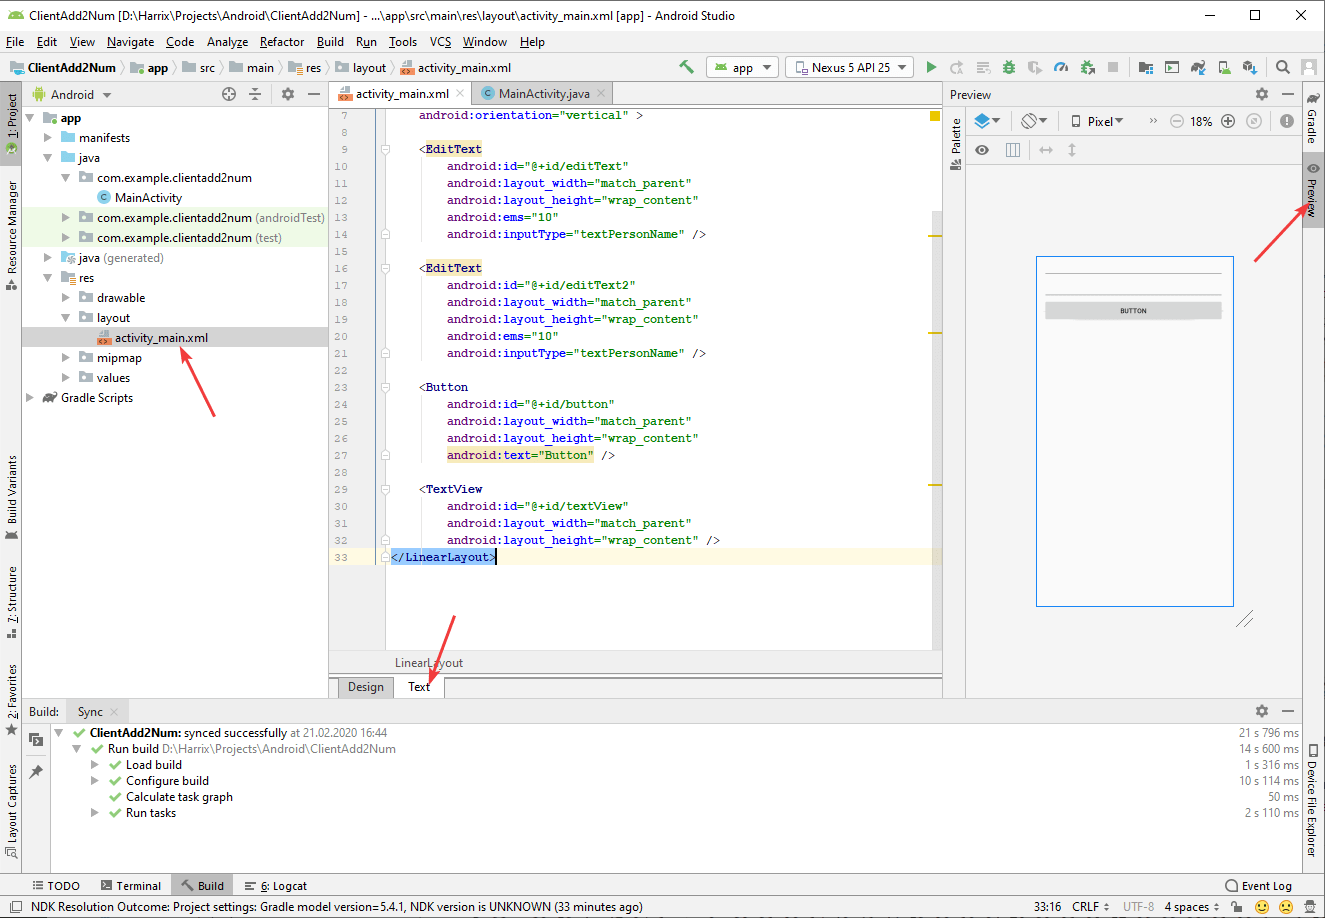 ClientAdd2Num [D:\Harrix\Projects\Android\ClientAdd2Num] - ...\app\src\main\res\layout\activity_main.xml [app] - Android Studio
File Edit View Navigate Code Analyze Refactor Build Run Tools VCS Window Help
ClientAdd2Num app src main res layout activity_main.xml app Nexus 5 API 25
1: Project
Resource Manager
Build Variants
7: Structure
2: Favorites
Layout Captures
Android
app
manifests
java
com.example.clientadd2num
MainActivity
com.example.clientadd2num (androidTest)
com.example.clientadd2num (test)
java (generated)
res
drawable
layout
activity_main.xml
mipmap
values
Gradle Scripts
activity_main.xml MainActivity.java
7 android:orientation="vertical" >
8
9 <EditText
10 android:id="@+id/editText"
11 android:layout_width="match_parent"
12 android:layout_height="wrap_content"
13 android:ems="10"
14 android:inputType="textPersonName" />
15
16 <EditText
17 android:id="@+id/editText2"
18 android:layout_width="match_parent"
19 android:layout_height="wrap_content"
20 android:ems="10"
21 android:inputType="textPersonName" />
22
23 <Button
24 android:id="@+id/button"
25 android:layout_width="match_parent"
26 android:layout_height="wrap_content"
27 android:text="Button" />
28
29 <TextView
30 android:id="@+id/textView"
31 android:layout_width="match_parent"
32 android:layout_height="wrap_content" />
33 </LinearLayout>
LinearLayout
Design Text
Preview
Palette
Pixel >> 18%
BUTTON
Gradle
Preview
Device File Explorer
Build: Sync
ClientAdd2Num: synced successfully at 21.02.2020 16:44 21 s 796 ms
Run build D:\Harrix\Projects\Android\ClientAdd2Num 14 s 600 ms
Load build 1 s 316 ms
Configure build 10 s 114 ms
Calculate task graph 50 ms
Run tasks 2 s 110 ms
TODO Terminal Build 6: Logcat Event Log
NDK Resolution Outcome: Project settings: Gradle model version=5.4.1, NDK version is UNKNOWN (33 minutes ago) 33:16 CRLF UTF-8 4 spaces